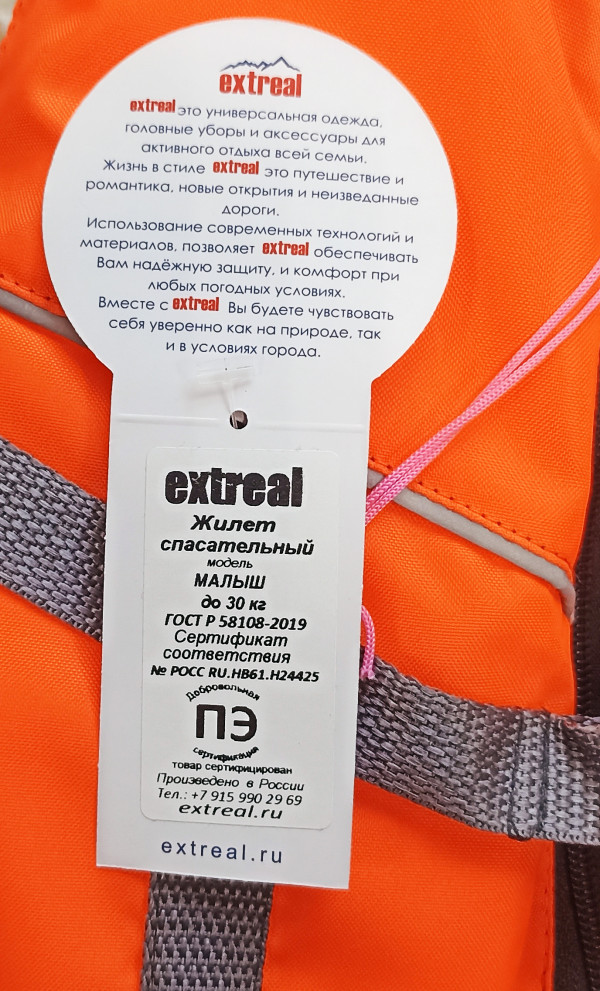 extreal
extreal это универсальная одежда,
головные уборы и аксессуары для
активного отдыха всей семьи.
Жизнь в стиле extreal это путешествие и
романтика, новые открытия и неизведанные
дороги.
Использование современных технологий и
материалов, позволяет extreal обеспечивать
Вам надёжную защиту, и комфорт при
любых погодных условиях.
Вместе с extreal Вы будете чувствовать
себя уверенно как на природе, так
и в условиях города.
extreal
Жилет
спасательный
модель
МАЛЫШ
до 30 кг
ГОСТ Р 58108-2019
Сертификат
соответствия
№ РОСС RU.НВ61.Н24425
Добровольная
ПЭ
сертификация
товар сертифицирован
Произведено в России
Тел.: +7 915 990 29 69
extreal.ru
extreal.ru